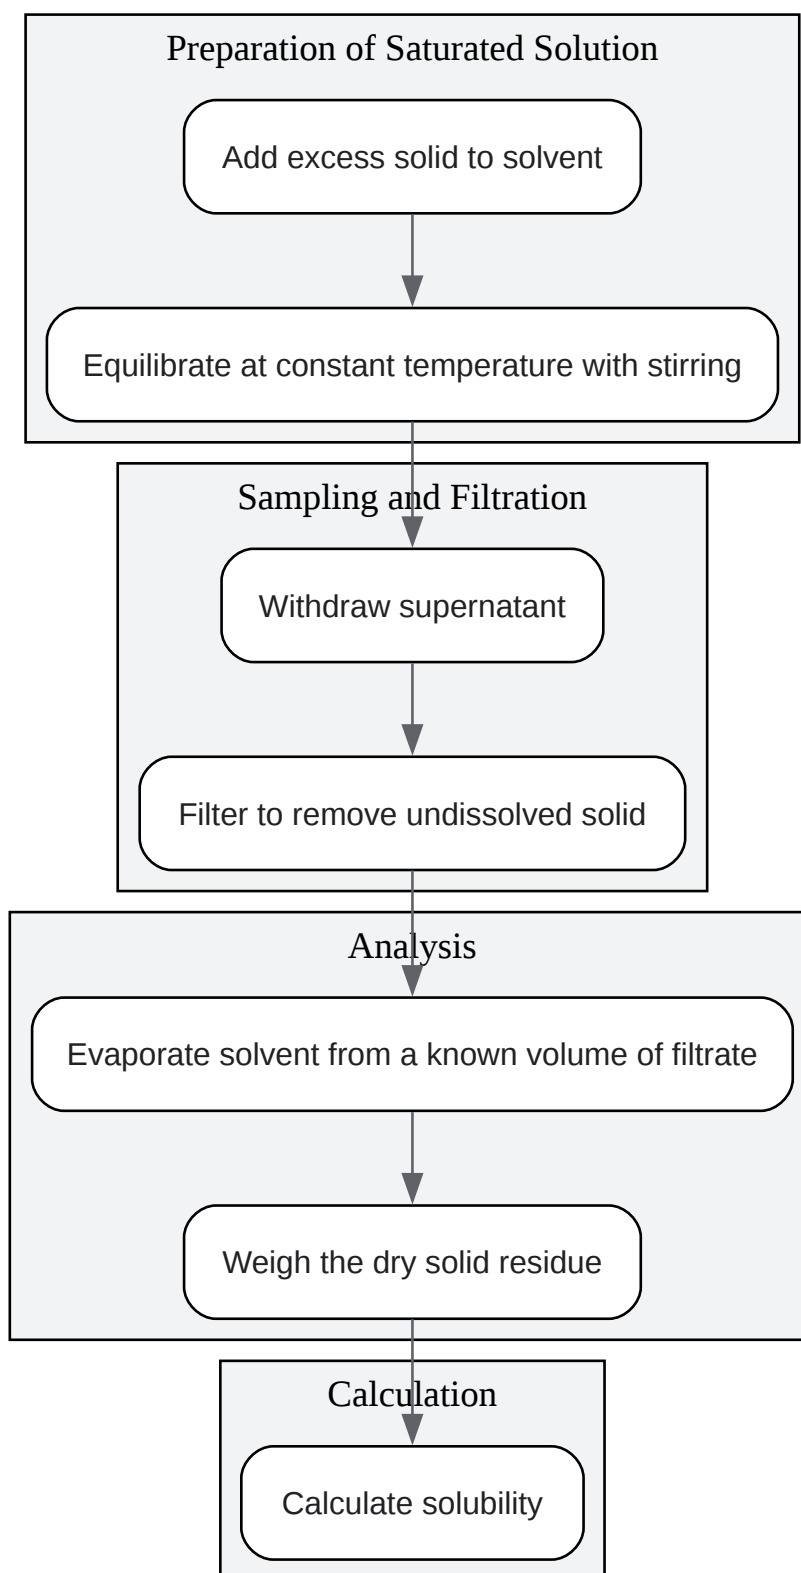 Preparation of Saturated Solution
Add excess solid to solvent
Equilibrate at constant temperature with stirring
Sampling and Filtration
Withdraw supernatant
Filter to remove undissolved solid
Analysis
Evaporate solvent from a known volume of filtrate
Weigh the dry solid residue
Calculation
Calculate solubility